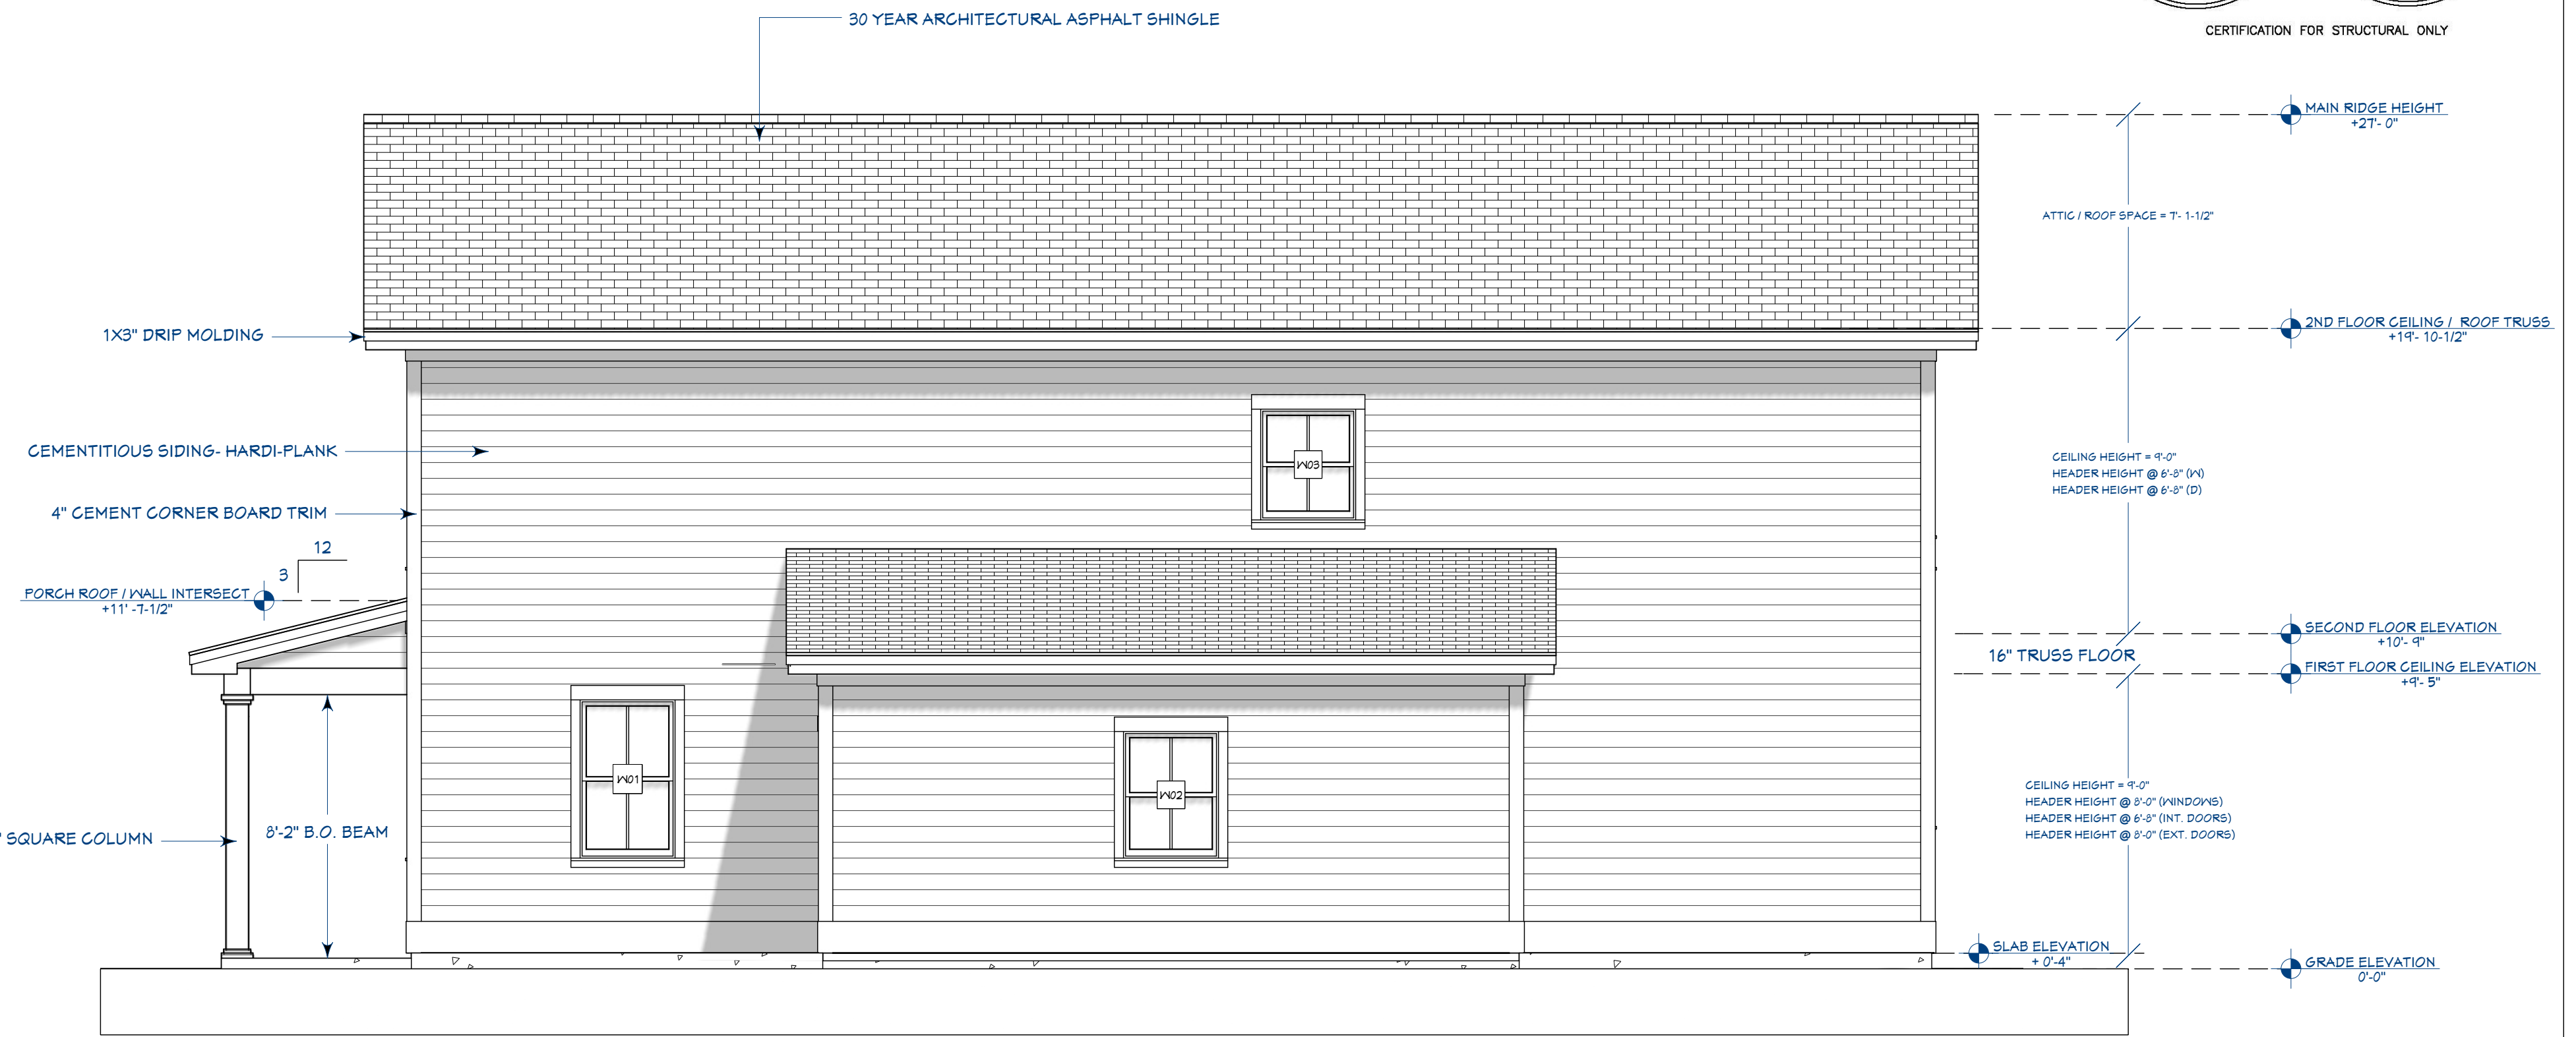 30 YEAR ARCHITECTURAL ASPHALT SHINGLE
CERTIFICATION FOR STRUCTURAL ONLY
MAIN RIDGE HEIGHT
+27'- 0"
ATTIC / ROOF SPACE = 7'- 1-1/2"
1X3" DRIP MOLDING
2ND FLOOR CEILING / ROOF TRUSS
+19'- 10-1/2"
CEMENTITIOUS SIDING- HARDI-PLANK
W03
CEILING HEIGHT = 9'-0"
HEADER HEIGHT @ 6'-8" (W)
HEADER HEIGHT @ 6'-8" (D)
4" CEMENT CORNER BOARD TRIM
12
3
PORCH ROOF / WALL INTERSECT
+11' -7-1/2"
SECOND FLOOR ELEVATION
+10'- 9"
16" TRUSS FLOOR
FIRST FLOOR CEILING ELEVATION
+9'- 5"
W01
W02
CEILING HEIGHT = 9'-0"
HEADER HEIGHT @ 8'-0" (WINDOWS)
HEADER HEIGHT @ 6'-8" (INT. DOORS)
HEADER HEIGHT @ 8'-0" (EXT. DOORS)
" SQUARE COLUMN
8'-2" B.O. BEAM
SLAB ELEVATION
+ 0'-4"
GRADE ELEVATION
0'-0"